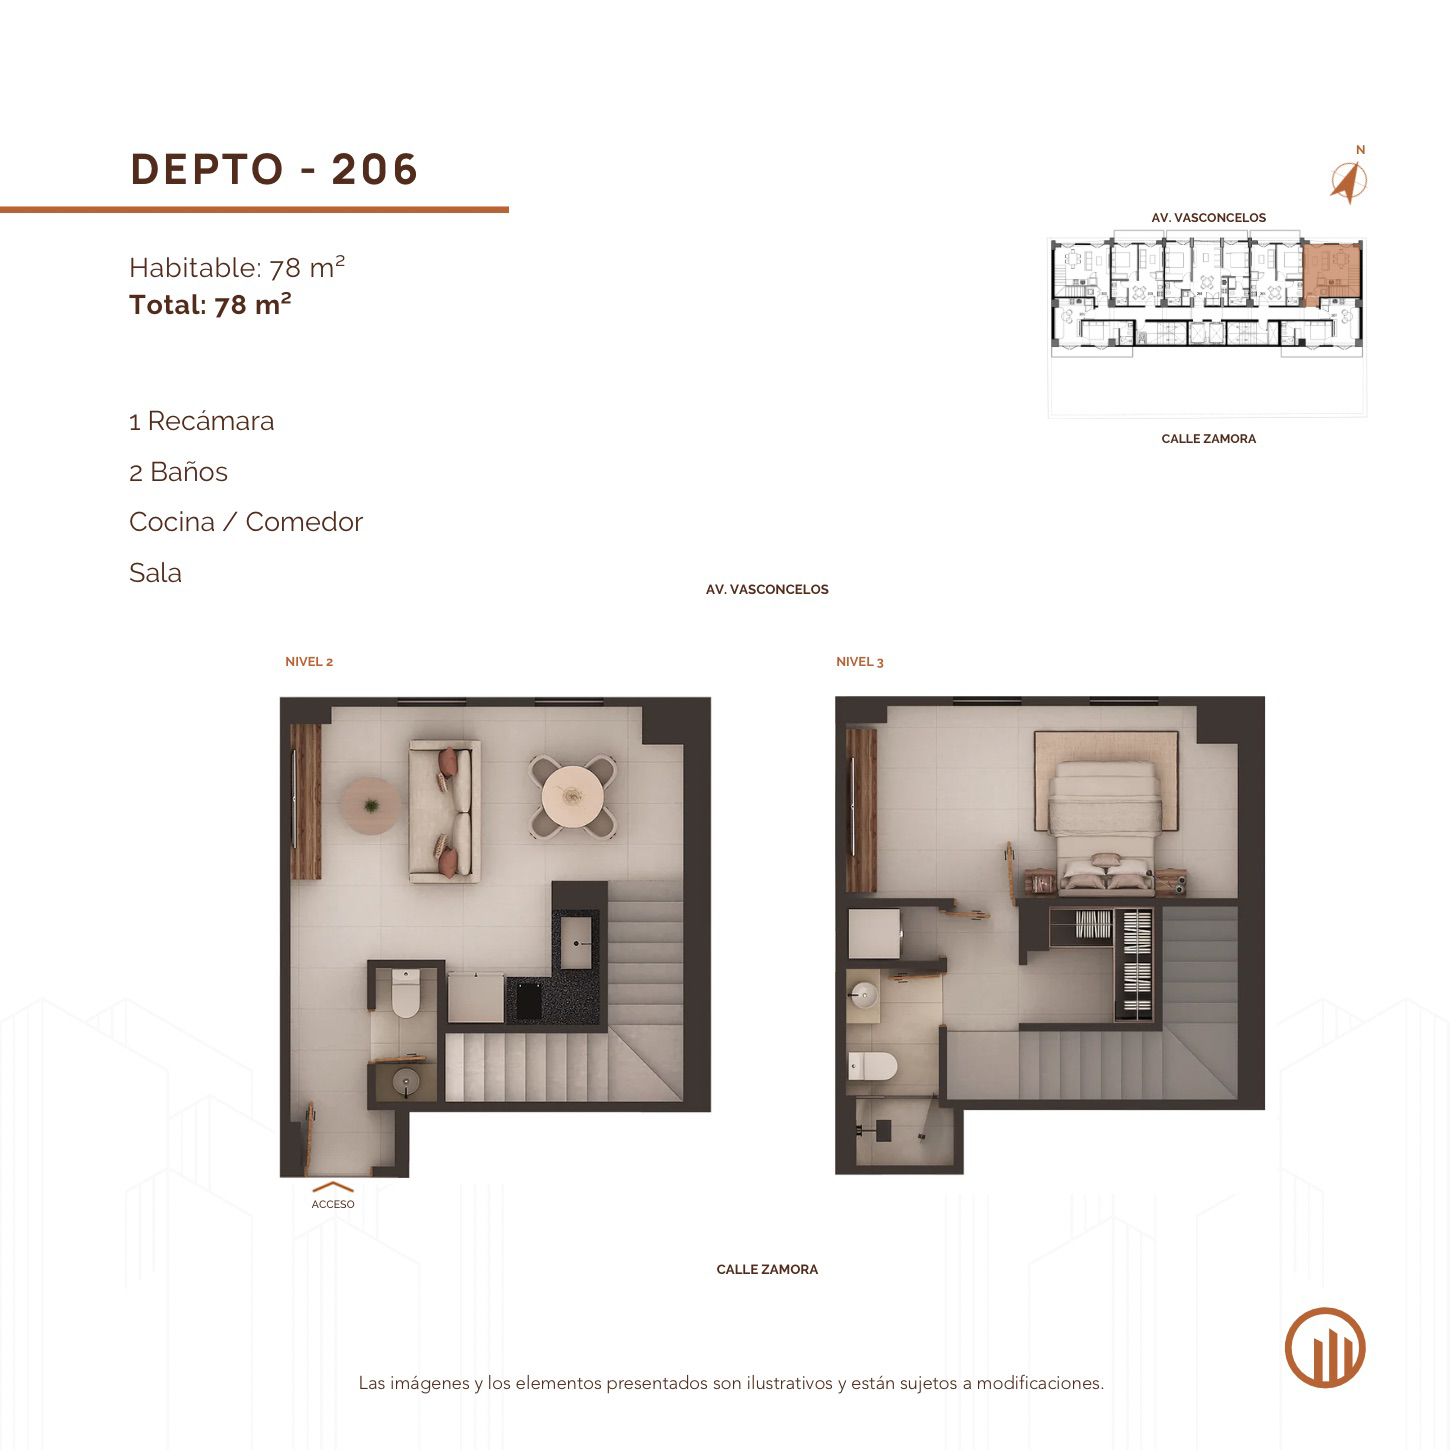 DEPTO - 206
Habitable: 78 m²
Total: 78 m²
1 Recámara
2 Baños
Cocina / Comedor
Sala
N
AV. VASCONCELOS
CALLE ZAMORA
AV. VASCONCELOS
NIVEL 2
NIVEL 3
ACCESO
CALLE ZAMORA
Las imágenes y los elementos presentados son ilustrativos y están sujetos a modificaciones.